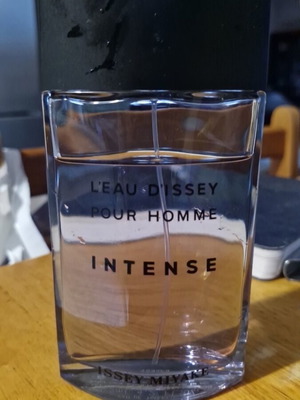 L'EAU D'ISSEY
POUR HOMME
INTENSE
ISSEY MIYAKE